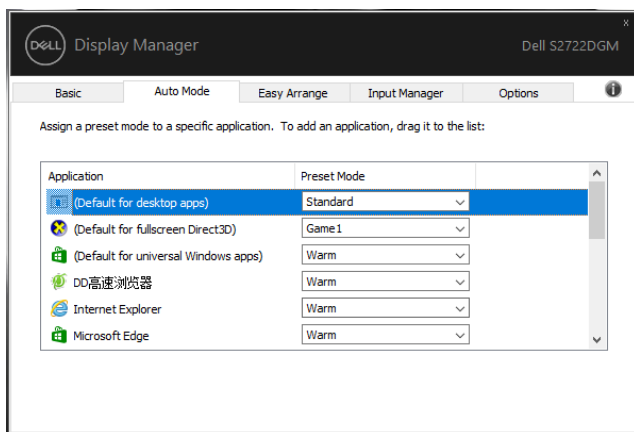 DELL Display Manager Dell S2722DGM
Basic Auto Mode Easy Arrange Input Manager Options
Assign a preset mode to a specific application. To add an application, drag it to the list:
Application Preset Mode
(Default for desktop apps) Standard
(Default for fullscreen Direct3D) Game1
(Default for universal Windows apps) Warm
DD高速浏览器 Warm
Internet Explorer Warm
Microsoft Edge Warm